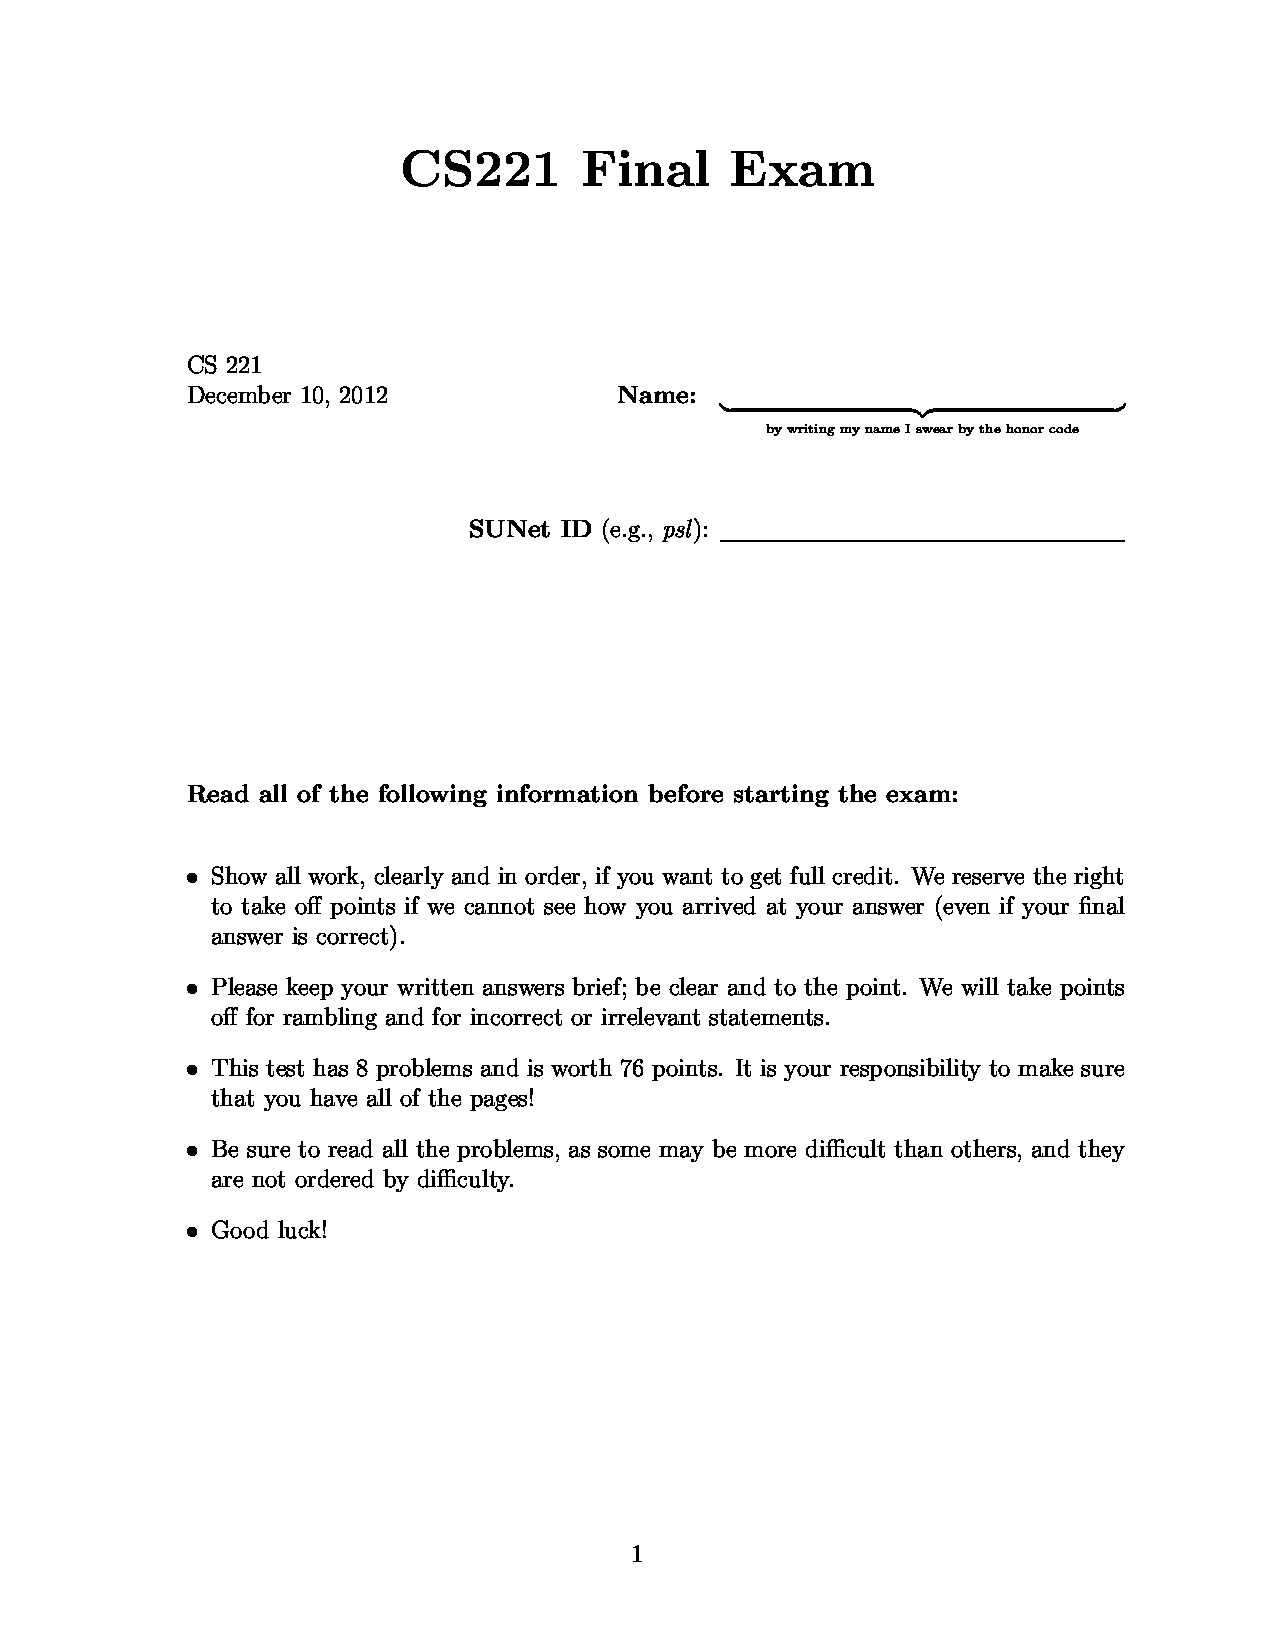 CS221 Final Exam
CS 221
December 10, 2012
Name:
by writing my name I swear by the honor code
SUNet ID (e.g., psl):
Read all of the following information before starting the exam:
• Show all work, clearly and in order, if you want to get full credit. We reserve the right
to take off points if we cannot see how you arrived at your answer (even if your final
answer is correct).
• Please keep your written answers brief; be clear and to the point. We will take points
off for rambling and for incorrect or irrelevant statements.
• This test has 8 problems and is worth 76 points. It is your responsibility to make sure
that you have all of the pages!
• Be sure to read all the problems, as some may be more difficult than others, and they
are not ordered by difficulty.
• Good luck!
1